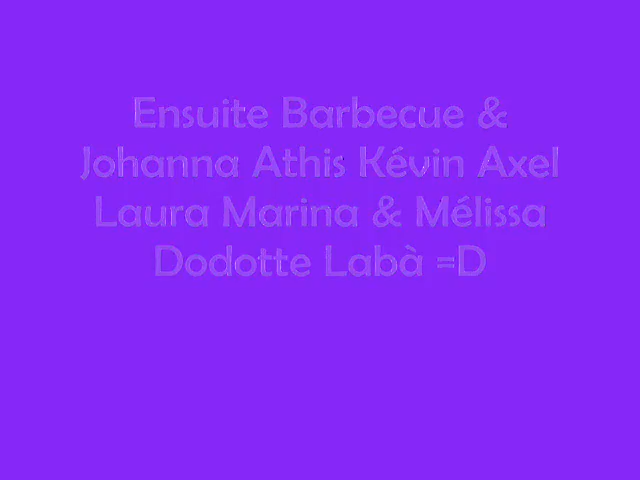 Ensuite Barbecue &
Johanna Athis Kévin Axel
Laura Marina & Mélissa
Dodotte Labà =D